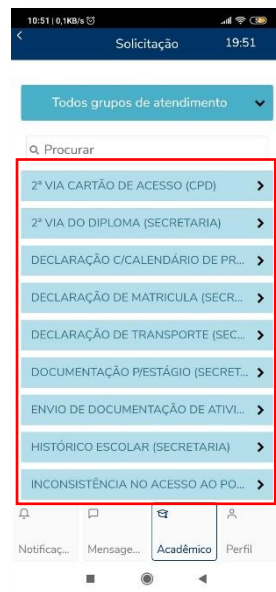 10:51 | 0,1KB/s
Solicitação 19:51
Todos grupos de atendimento
Procurar
2ª VIA CARTÃO DE ACESSO (CPD)
2ª VIA DO DIPLOMA (SECRETARIA)
DECLARAÇÃO C/CALENDÁRIO DE PR...
DECLARAÇÃO DE MATRICULA (SECR...
DECLARAÇÃO DE TRANSPORTE (SEC...
DOCUMENTAÇÃO P/ESTÁGIO (SECRET...
ENVIO DE DOCUMENTAÇÃO DE ATIVI...
HISTÓRICO ESCOLAR (SECRETARIA)
INCONSISTÊNCIA NO ACESSO AO PO...
Notificaç... Mensage... Acadêmico Perfil